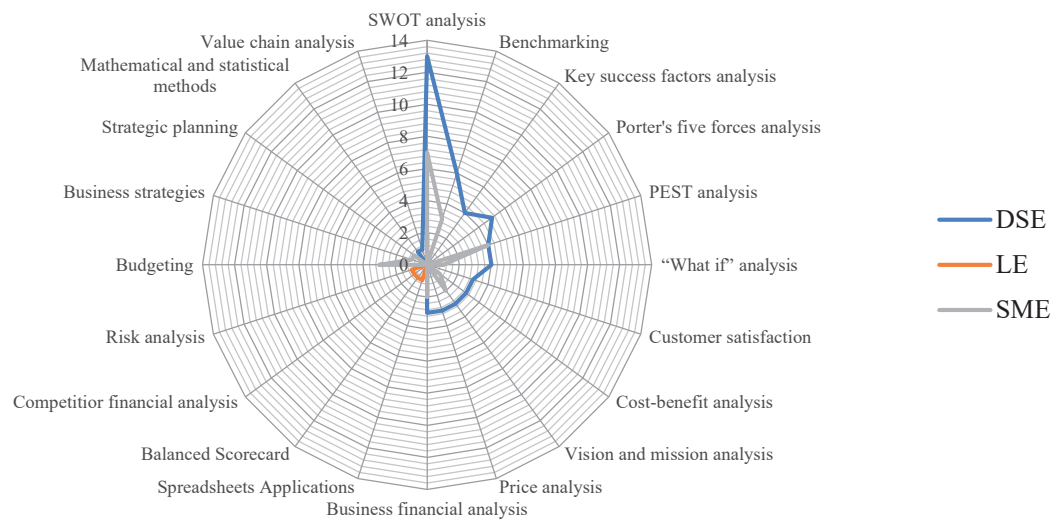 SWOT analysis
Benchmarking
Key success factors analysis
Porter's five forces analysis
PEST analysis
“What if” analysis
Customer satisfaction
Cost-benefit analysis
Vision and mission analysis
Price analysis
Business financial analysis
Spreadsheets Applications
Balanced Scorecard
Competitior financial analysis
Risk analysis
Budgeting
Business strategies
Strategic planning
Mathematical and statistical
methods
Value chain analysis
14
12
10
8
6
4
2
0
DSE
LE
SME